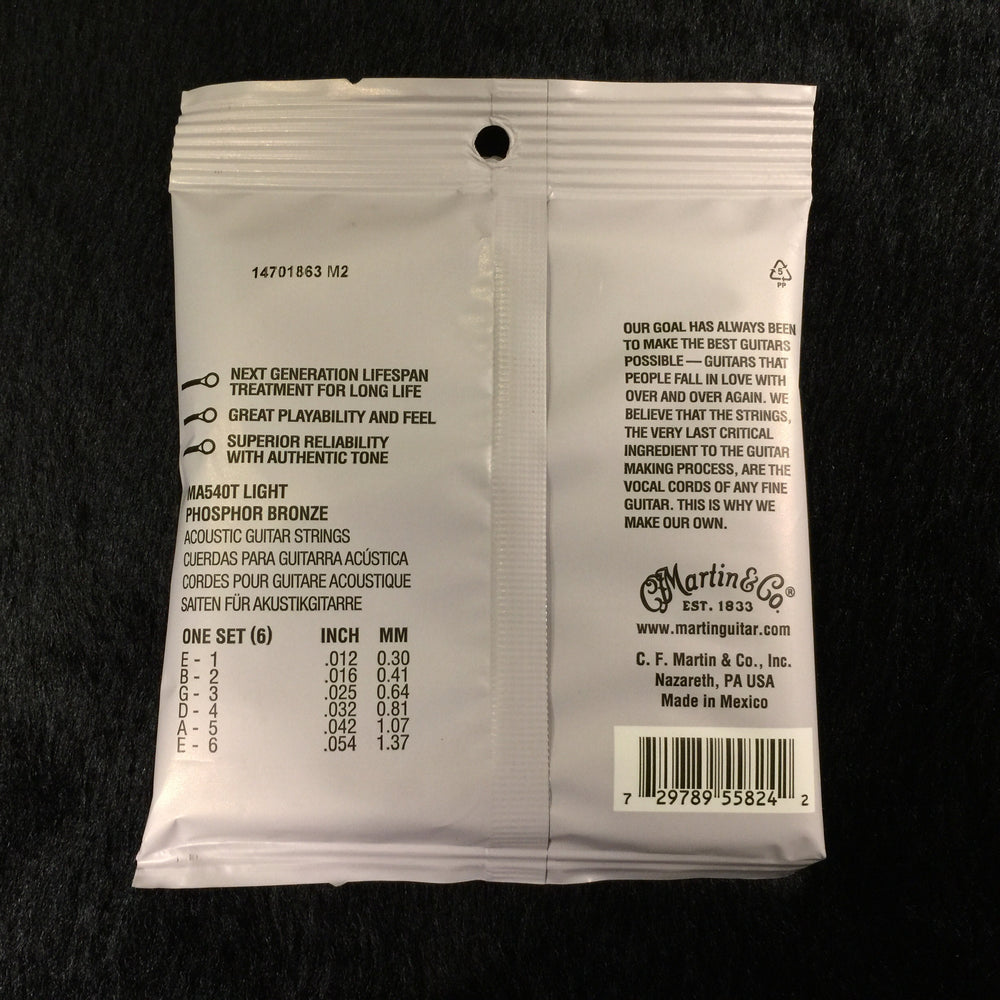 14701863 M2
NEXT GENERATION LIFESPAN
TREATMENT FOR LONG LIFE
GREAT PLAYABILITY AND FEEL
SUPERIOR RELIABILITY
WITH AUTHENTIC TONE
MA540T LIGHT
PHOSPHOR BRONZE
ACOUSTIC GUITAR STRINGS
CUERDAS PARA GUITARRA ACÚSTICA
CORDES POUR GUITARE ACOUSTIQUE
SAITEN FÜR AKUSTIKGITARRE
ONE SET (6) INCH MM
E - 1 .012 0.30
B - 2 .016 0.41
G - 3 .025 0.64
D - 4 .032 0.81
A - 5 .042 1.07
E - 6 .054 1.37
5
PP
OUR GOAL HAS ALWAYS BEEN
TO MAKE THE BEST GUITARS
POSSIBLE — GUITARS THAT
PEOPLE FALL IN LOVE WITH
OVER AND OVER AGAIN. WE
BELIEVE THAT THE STRINGS,
THE VERY LAST CRITICAL
INGREDIENT TO THE GUITAR
MAKING PROCESS, ARE THE
VOCAL CORDS OF ANY FINE
GUITAR. THIS IS WHY WE
MAKE OUR OWN.
CF Martin & Co.®
EST. 1833
www.martinguitar.com
C. F. Martin & Co., Inc.
Nazareth, PA USA
Made in Mexico
7 29789 55824 2